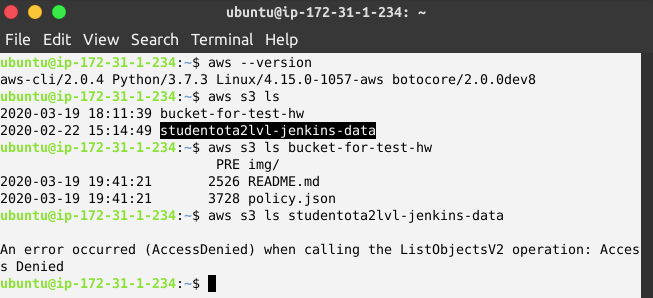 ubuntu@ip-172-31-1-234: ~
File Edit View Search Terminal Help
ubuntu@ip-172-31-1-234:~$ aws --version
aws-cli/2.0.4 Python/3.7.3 Linux/4.15.0-1057-aws botocore/2.0.0dev8
ubuntu@ip-172-31-1-234:~$ aws s3 ls
2020-03-19 18:11:39 bucket-for-test-hw
2020-02-22 15:14:49 studentota2lvl-jenkins-data
ubuntu@ip-172-31-1-234:~$ aws s3 ls bucket-for-test-hw
                           PRE img/
2020-03-19 19:41:21       2526 README.md
2020-03-19 19:41:21       3728 policy.json
ubuntu@ip-172-31-1-234:~$ aws s3 ls studentota2lvl-jenkins-data
An error occurred (AccessDenied) when calling the ListObjectsV2 operation: Acces
s Denied
ubuntu@ip-172-31-1-234:~$